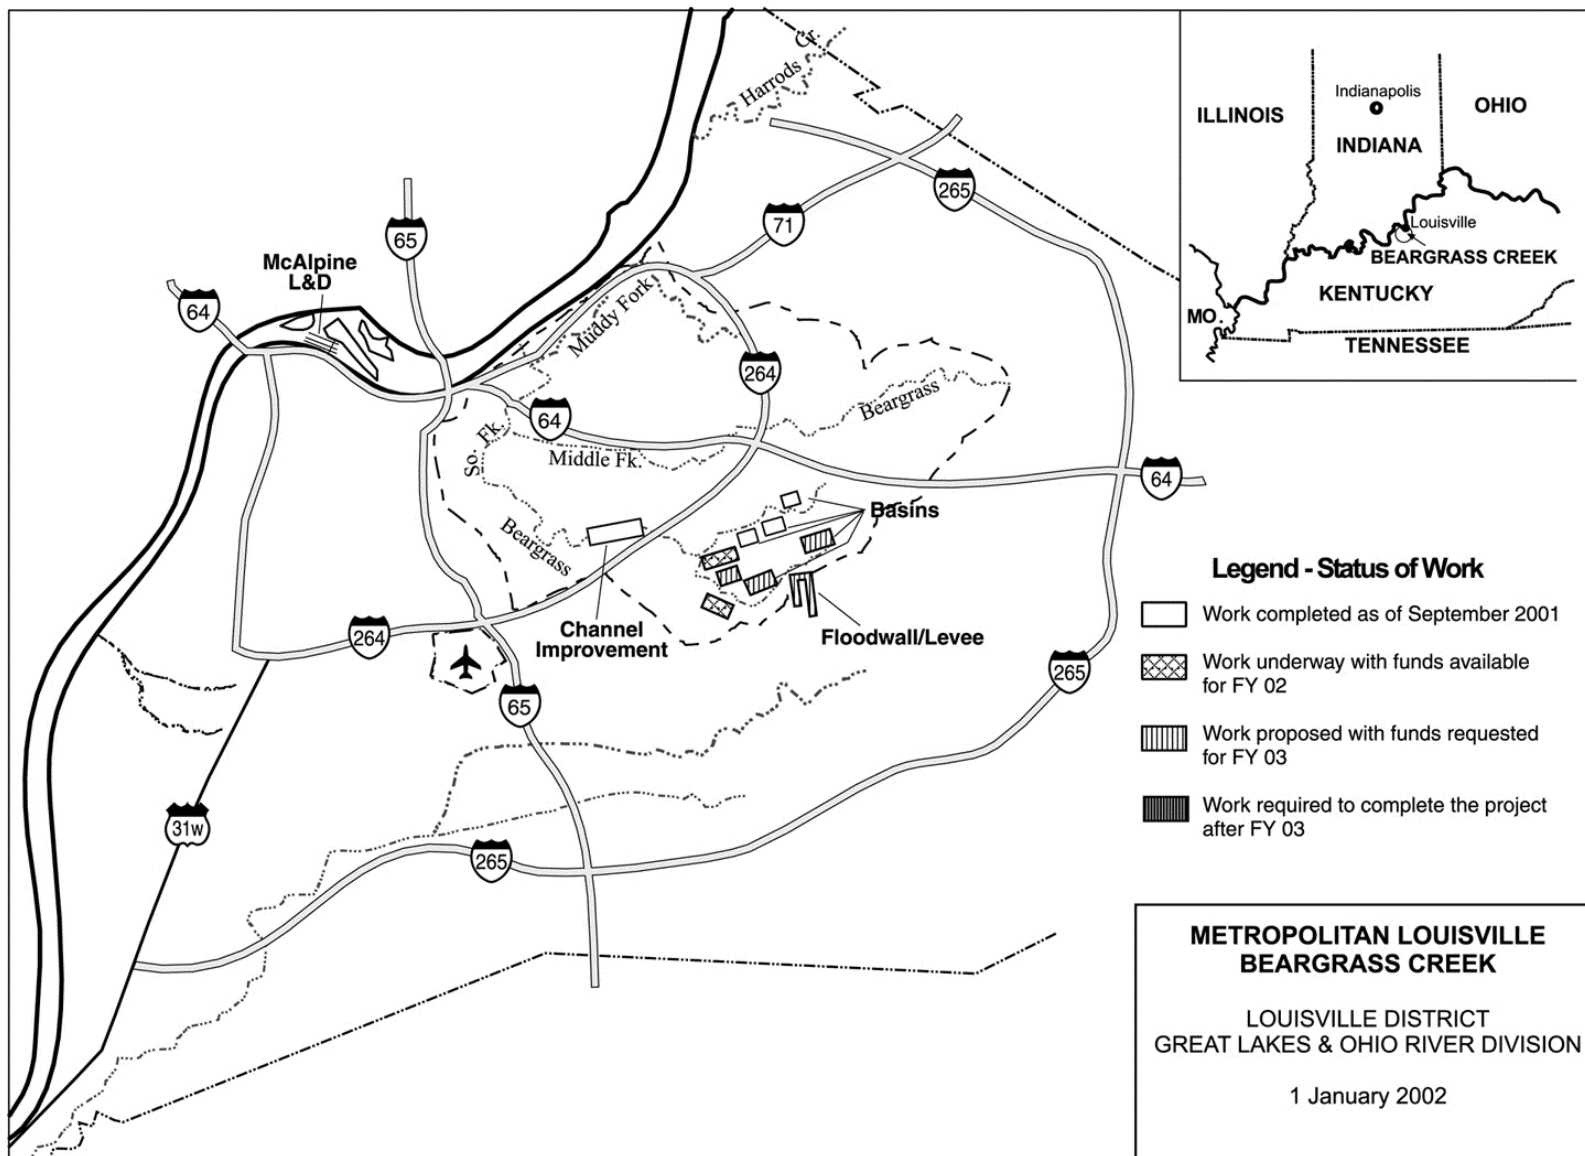 Harrods Cr.
265
71
65
McAlpine
L&D
64
Muddy Fork
264
Beargrass
64
So. Fk.
Middle Fk.
64
Basins
Beargrass
Channel
Improvement
Floodwall/Levee
264
265
65
31w
265
ILLINOIS
Indianapolis
INDIANA
OHIO
Louisville
BEARGRASS CREEK
KENTUCKY
MO.
TENNESSEE
Legend - Status of Work
Work completed as of September 2001
Work underway with funds available
for FY 02
Work proposed with funds requested
for FY 03
Work required to complete the project
after FY 03
METROPOLITAN LOUISVILLE
BEARGRASS CREEK
LOUISVILLE DISTRICT
GREAT LAKES & OHIO RIVER DIVISION
1 January 2002